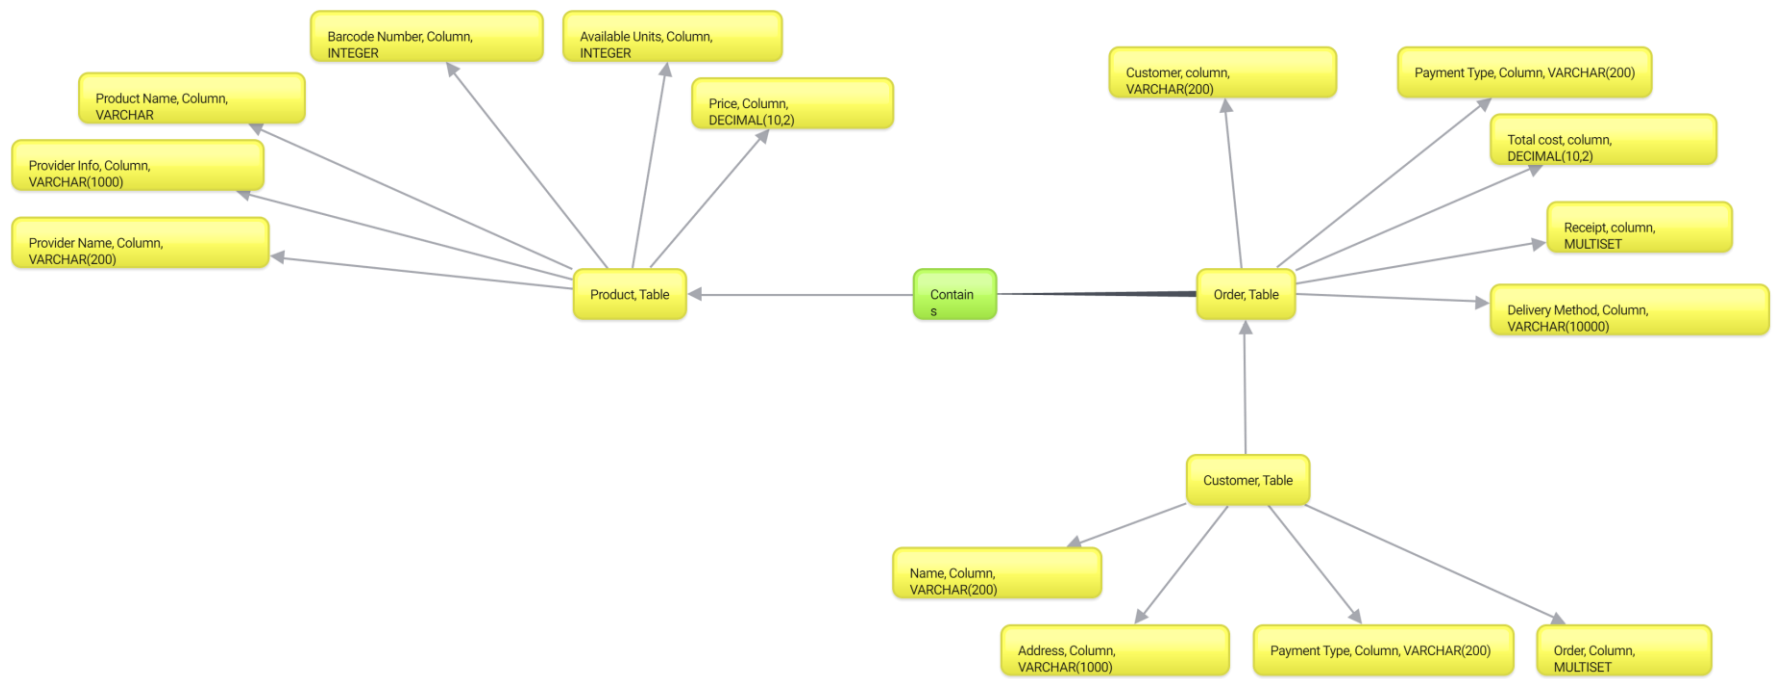 Barcode Number, Column,
INTEGER
Available Units, Column,
INTEGER
Product Name, Column,
VARCHAR
Price, Column,
DECIMAL(10,2)
Provider Info, Column,
VARCHAR(1000)
Provider Name, Column,
VARCHAR(200)
Product, Table
Contain
s
Customer, column,
VARCHAR(200)
Payment Type, Column, VARCHAR(200)
Total cost, column,
DECIMAL(10,2)
Receipt, column,
MULTISET
Order, Table
Delivery Method, Column,
VARCHAR(10000)
Customer, Table
Name, Column,
VARCHAR(200)
Address, Column,
VARCHAR(1000)
Payment Type, Column, VARCHAR(200)
Order, Column,
MULTISET